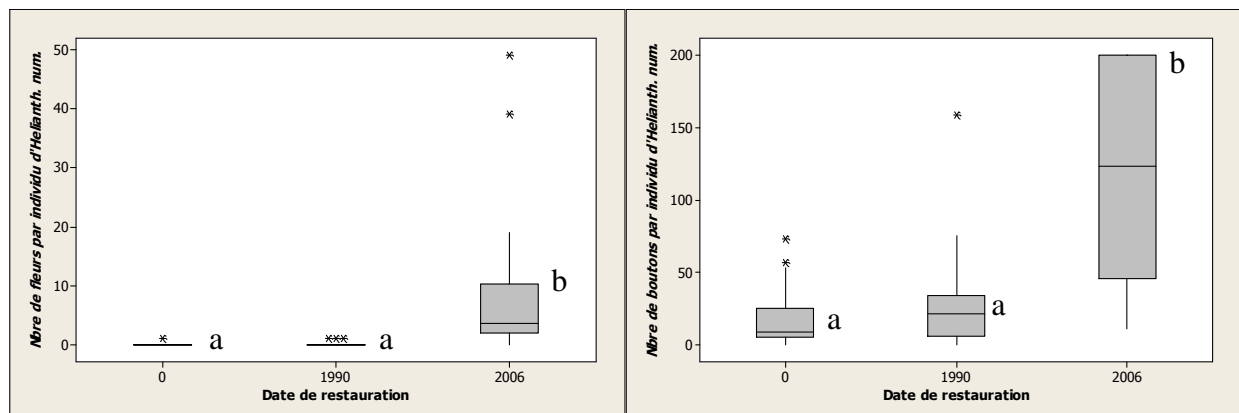 Nbre de fleurs par individu d'Helianth. num.
50
40
30
20
10
0
a
a
b
0 1990 2006
Date de restauration
Nbre de boutons par individu d'Helianth. num.
200
150
100
50
0
a
a
b
0 1990 2006
Date de restauration